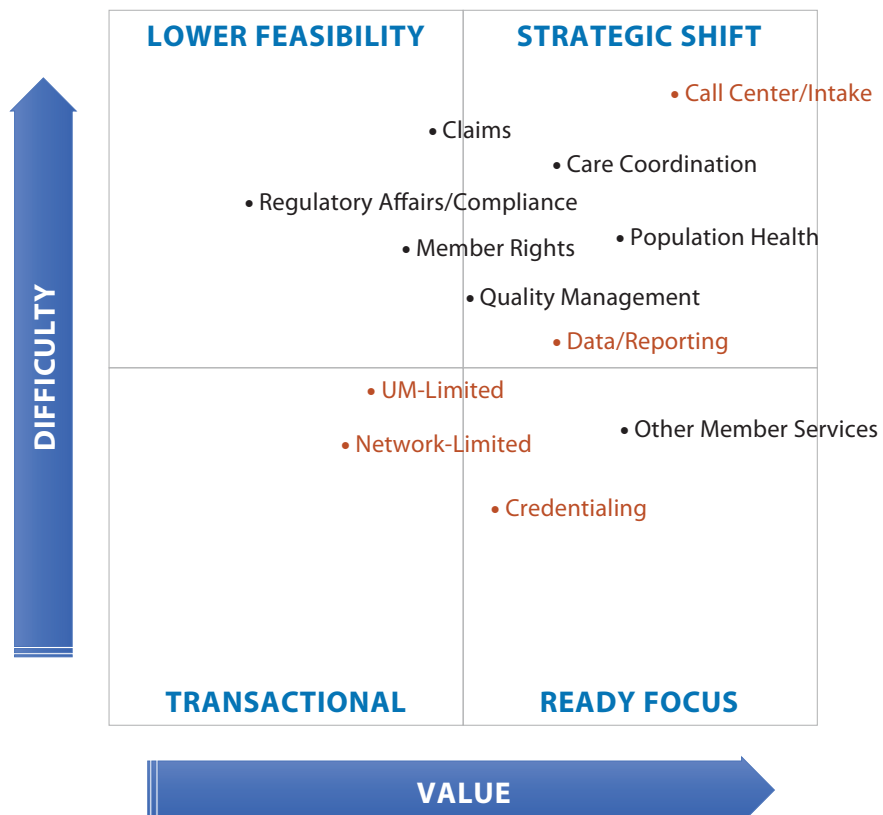 LOWER FEASIBILITY
STRATEGIC SHIFT
• Call Center/Intake
• Claims
• Care Coordination
• Regulatory Affairs/Compliance
• Population Health
• Member Rights
• Quality Management
• Data/Reporting
DIFFICULTY
• UM-Limited
• Other Member Services
• Network-Limited
• Credentialing
TRANSACTIONAL
READY FOCUS
VALUE